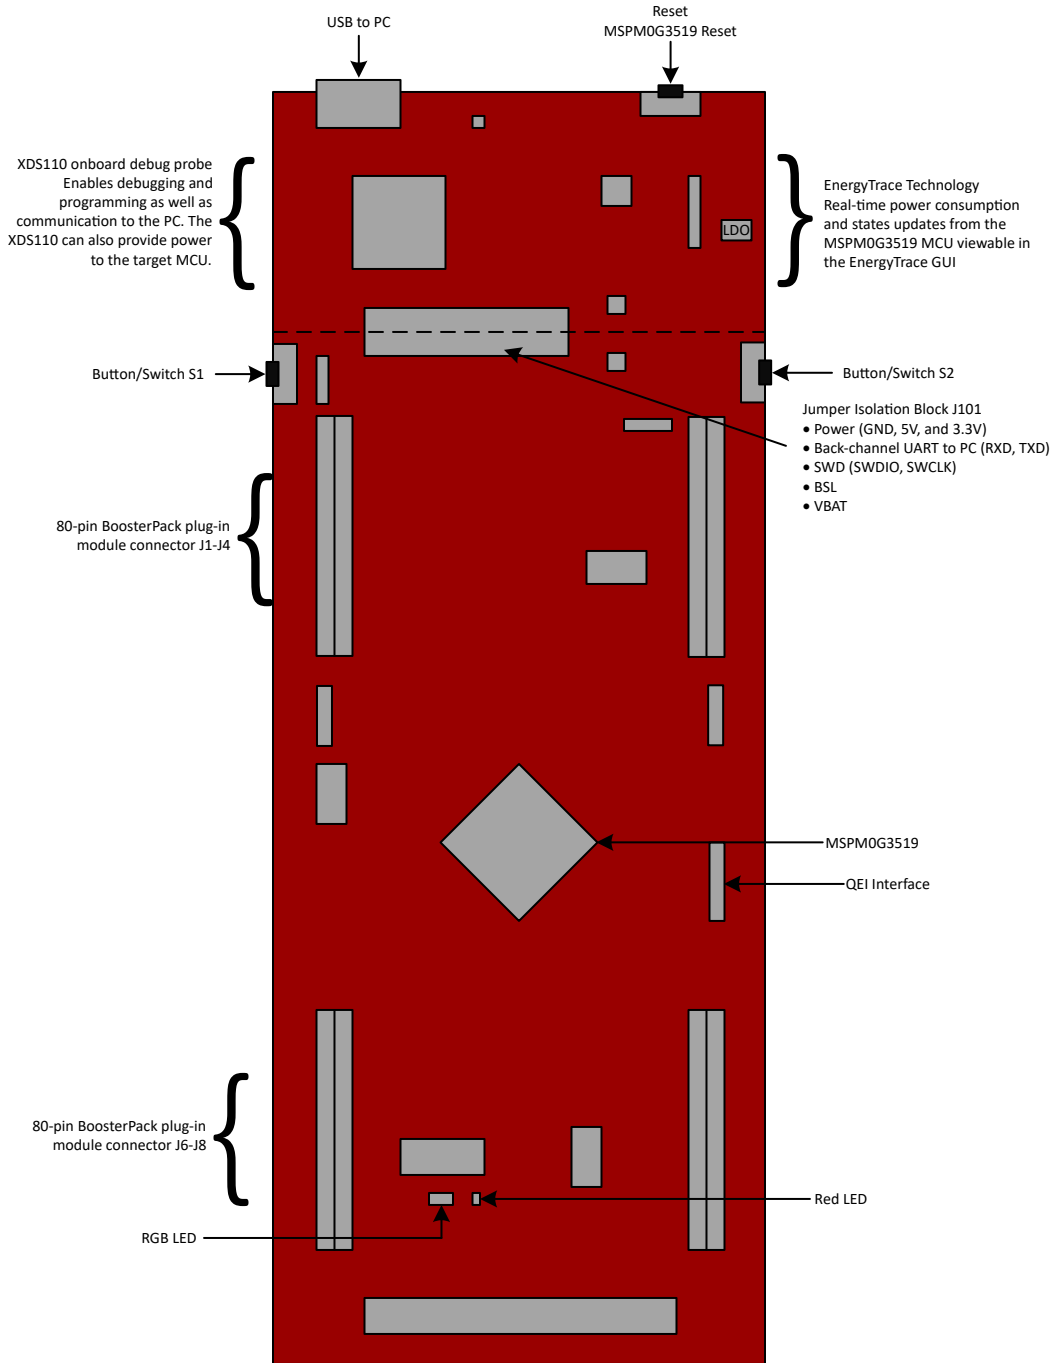 USB to PC
Reset
MSPM0G3519 Reset
XDS110 onboard debug probe
Enables debugging and
programming as well as
communication to the PC. The
XDS110 can also provide power
to the target MCU.
EnergyTrace Technology
Real-time power consumption
and states updates from the
MSPM0G3519 MCU viewable in
the EnergyTrace GUI
LDO
Button/Switch S1
Button/Switch S2
Jumper Isolation Block J101
• Power (GND, 5V, and 3.3V)
• Back-channel UART to PC (RXD, TXD)
• SWD (SWDIO, SWCLK)
• BSL
• VBAT
80-pin BoosterPack plug-in
module connector J1-J4
MSPM0G3519
QEI Interface
80-pin BoosterPack plug-in
module connector J6-J8
Red LED
RGB LED